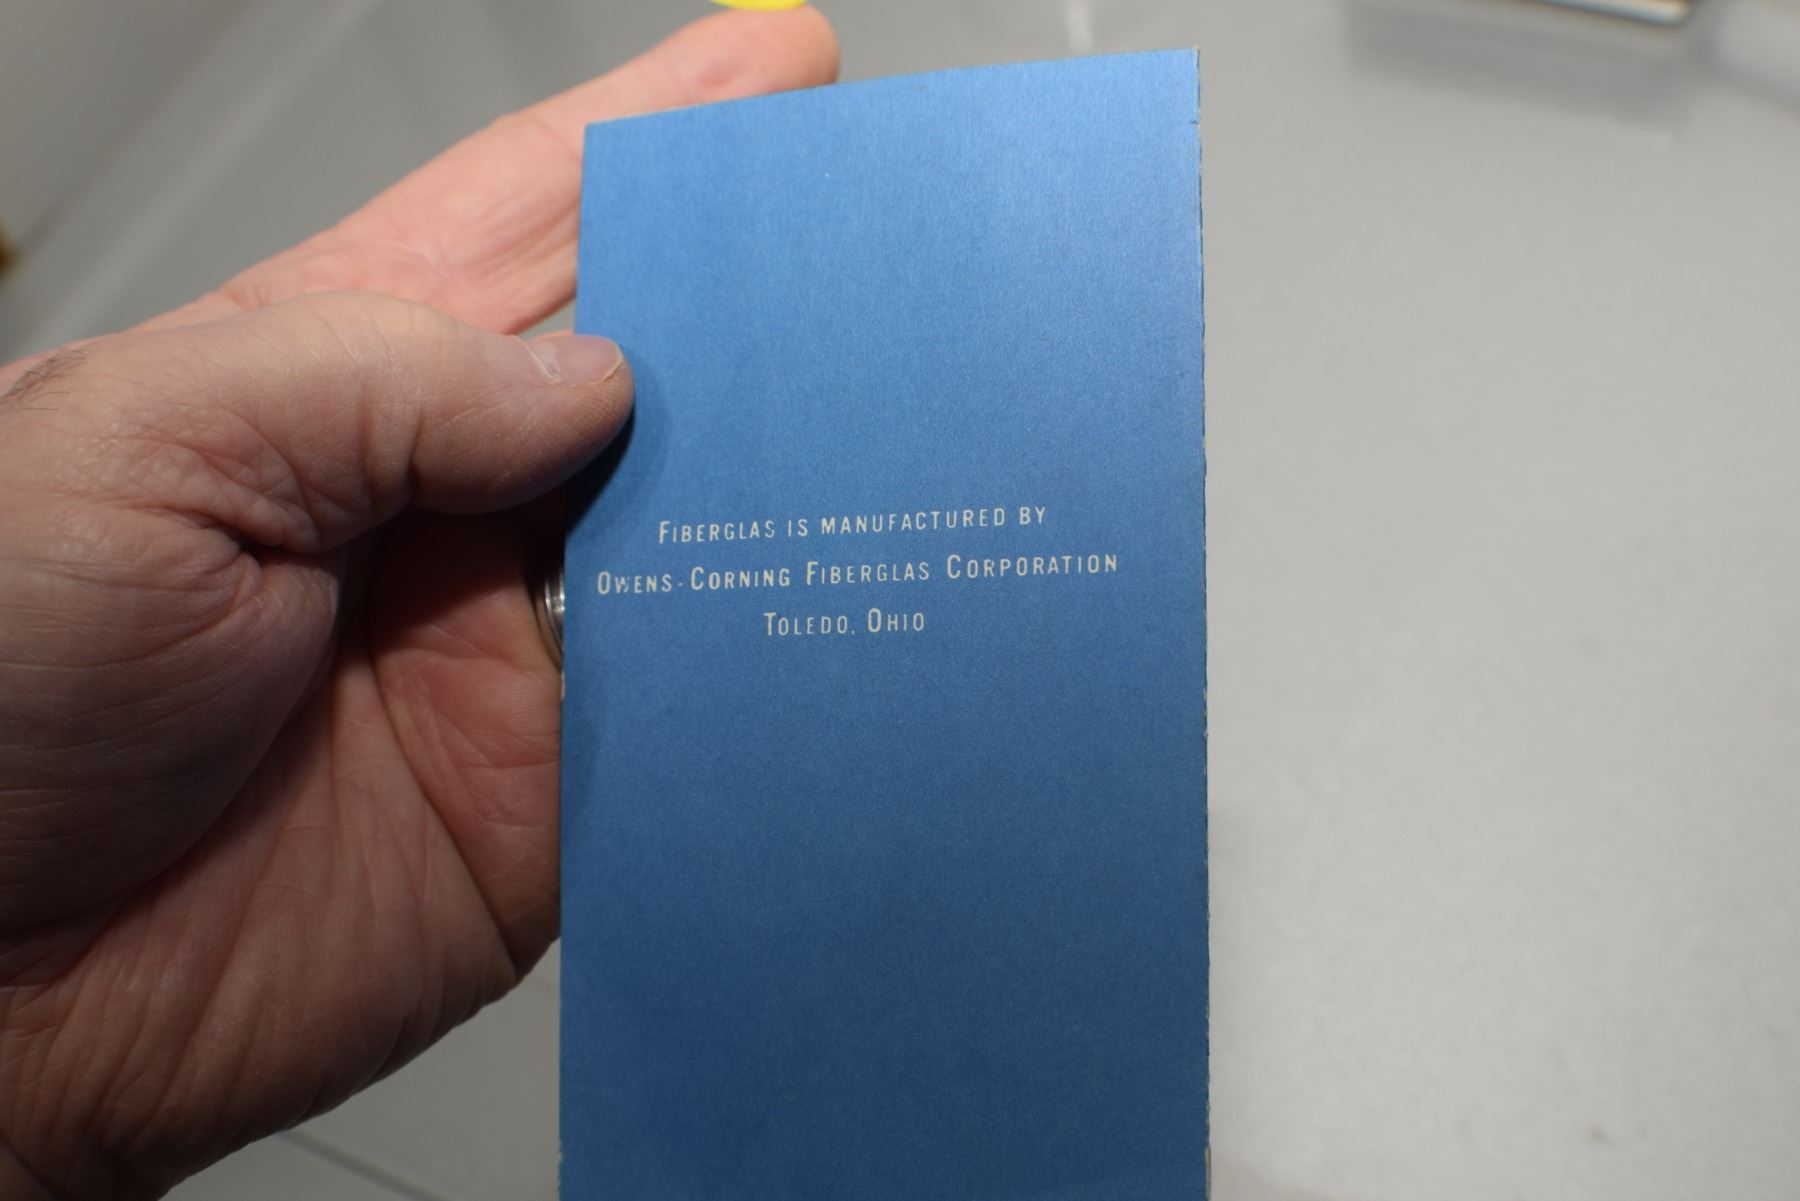 Fiberglas is manufactured by
Owens-Corning Fiberglas Corporation
Toledo, Ohio